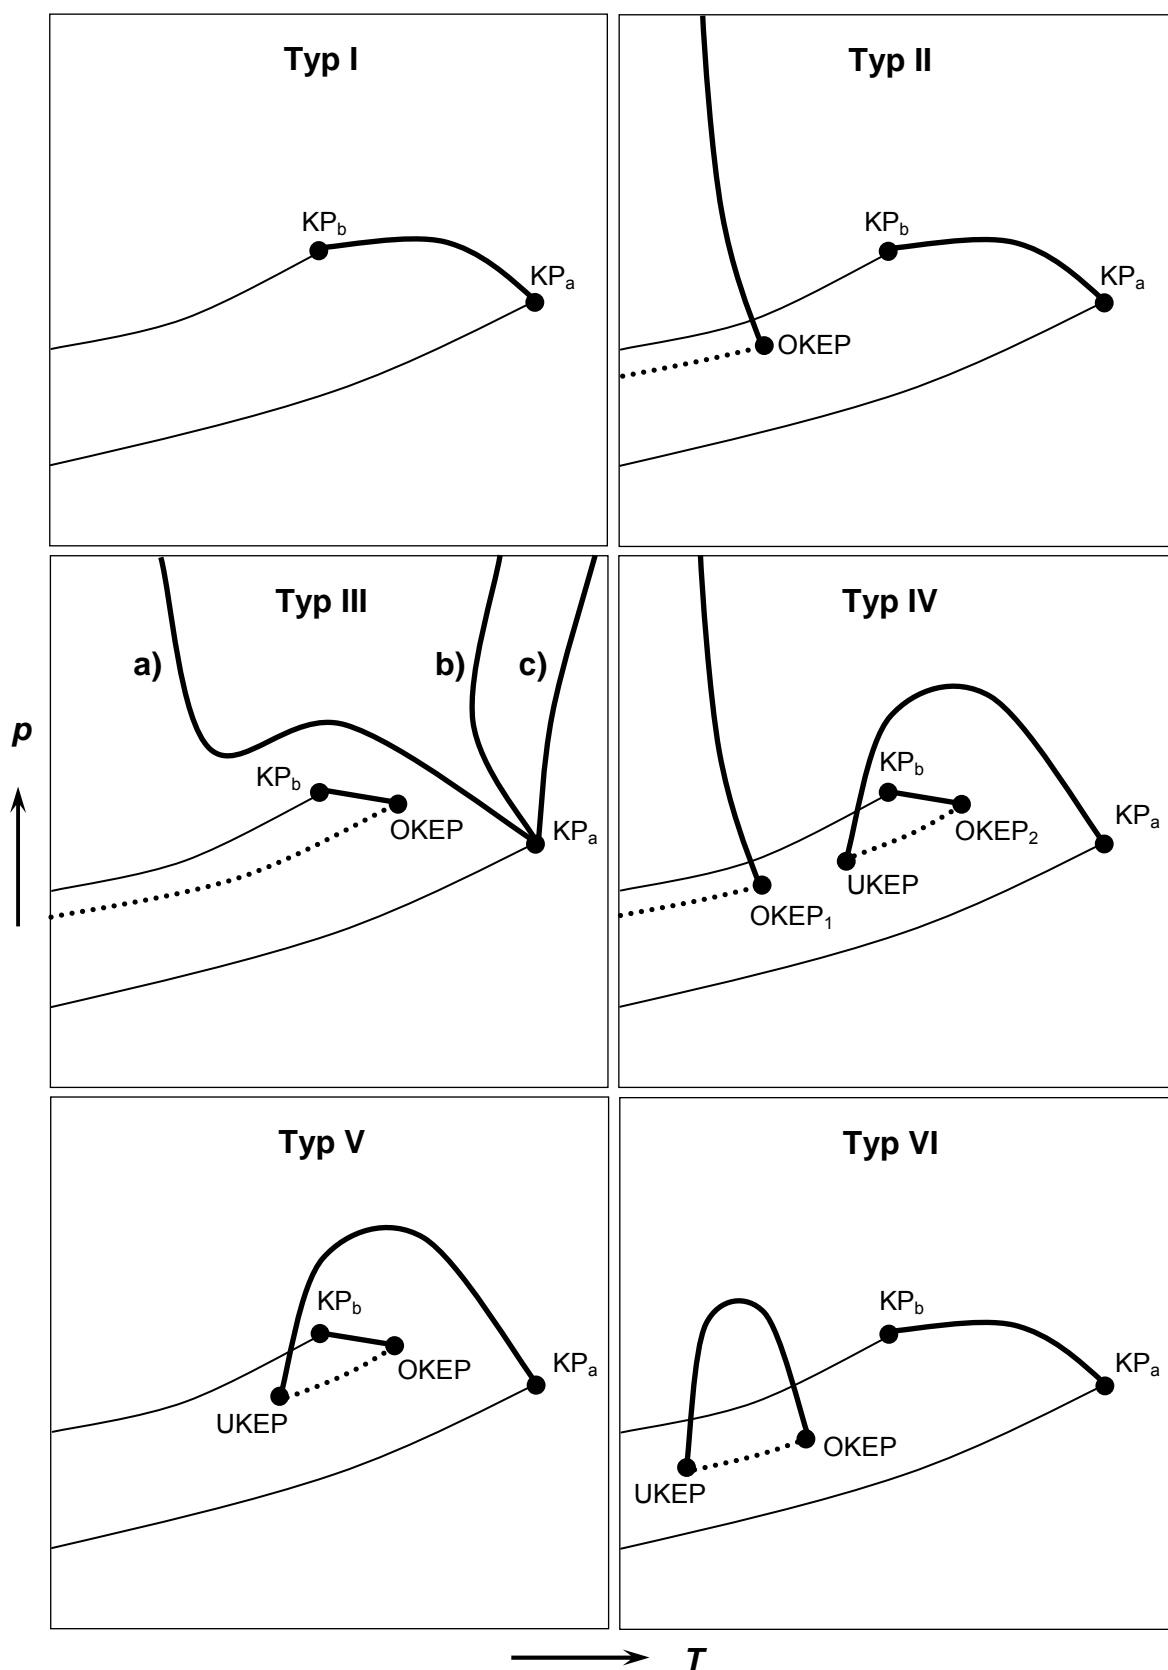 Typ I
KP_b
KP_a
Typ II
KP_b
KP_a
OKEP
Typ III
a)
b)
c)
KP_b
OKEP
KP_a
Typ IV
KP_b
OKEP_2
KP_a
UKEP
OKEP_1
p
Typ V
KP_b
OKEP
KP_a
UKEP
Typ VI
KP_b
KP_a
OKEP
UKEP
T